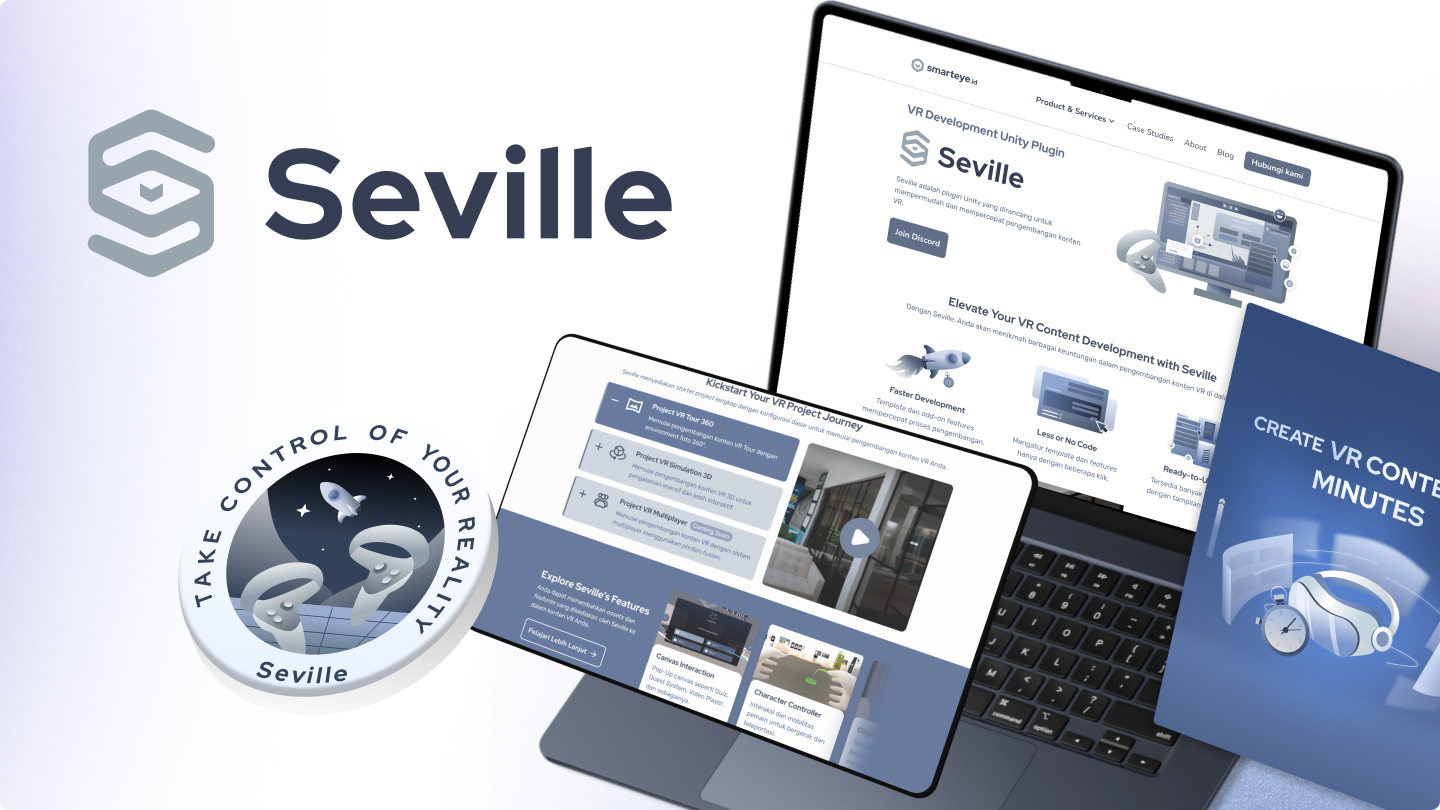 Seville
smarteye.id
Product & Services
Case Studies
About
Blog
Hubungi kami
VR Development Unity Plugin
Seville
Seville adalah plugin Unity yang dirancang untuk
mempermudah dan mempercepat pengembangan konten
VR.
Join Discord
Elevate Your VR Content Development with Seville
Dengan Seville, Anda akan menikmati berbagai keuntungan dalam pengembangan konten VR di
Faster Development
Template dan add-on features
mempercepat proses pengembangan.
Less or No Code
Mengatur template dan features
hanya dengan beberapa klik.
Tersedia banyak
dengan tampilan
Kickstart Your VR Project Journey
Seville menyediakan starter project lengkap dengan konfigurasi dasar untuk memulai pengembangan konten VR Anda.
Project VR Tour 360
Memulai pengembangan konten VR Tour dengan
environment foto 360°
Project VR Simulation 3D
Memulai pengembangan konten VR 3D untuk
pengalaman imersif dan lebih interaktif.
Project VR Multiplayer Coming Soon
Memulai pengembangan konten VR dengan sistem
multiplayer menggunakan photon fusion.
Explore Seville's Features
Anda dapat menambahkan assets dan
features yang disediakan oleh Seville ke
dalam konten VR Anda.
Pelajari Lebih Lanjut →
Canvas Interaction
Pop-Up canvas seperti Quiz,
Quest System, Video Player,
dan sebagainya.
Character Controller
Interaksi dan mobilitas
pemain untuk bergerak dan
teleportasi.
TAKE CONTROL OF YOUR REALITY
Seville
CREATE VR CONTE
MINUTES
command
option
shift